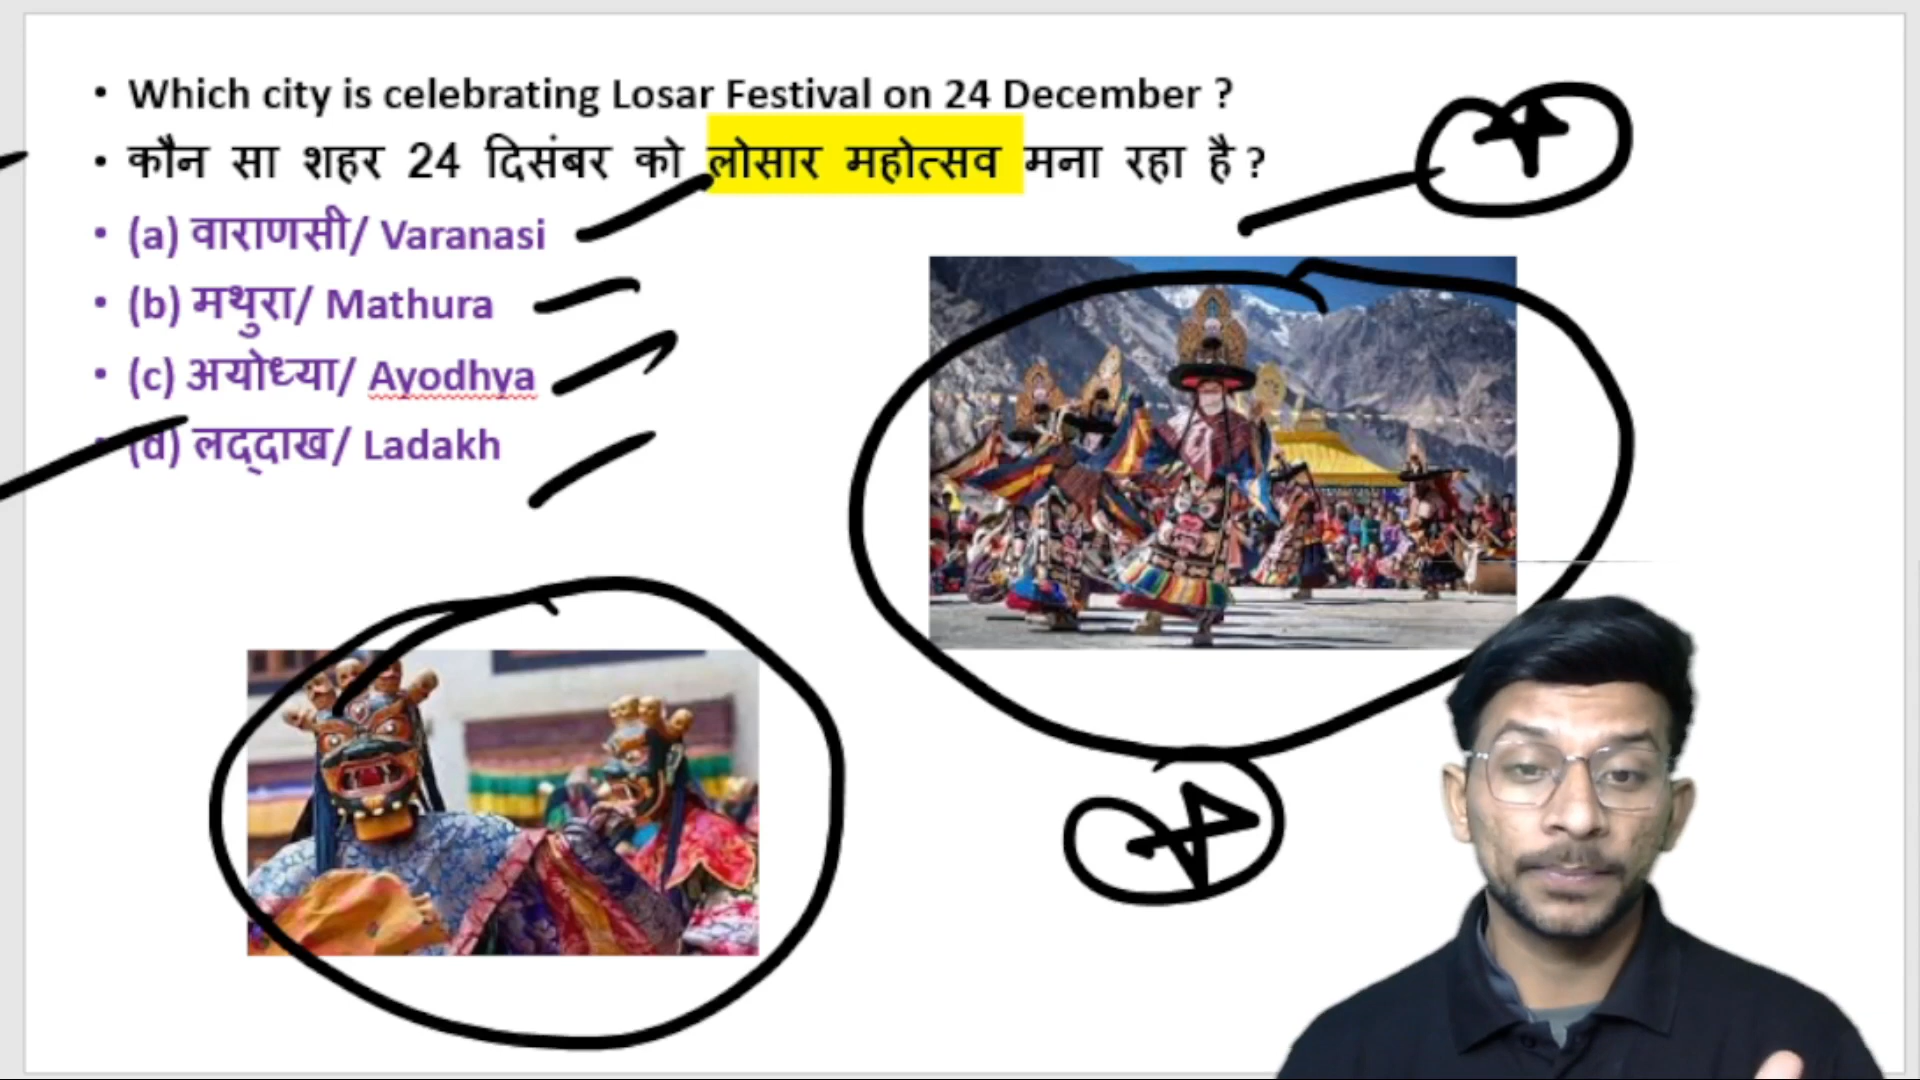 • Which city is celebrating Losar Festival on 24 December ?
• कौन सा शहर 24 दिसंबर को लोसार महोत्सव मना रहा है ?
• (a) वाराणसी/ Varanasi
• (b) मथुरा/ Mathura
• (c) अयोध्या/ Ayodhya
• (d) लद्दाख/ Ladakh